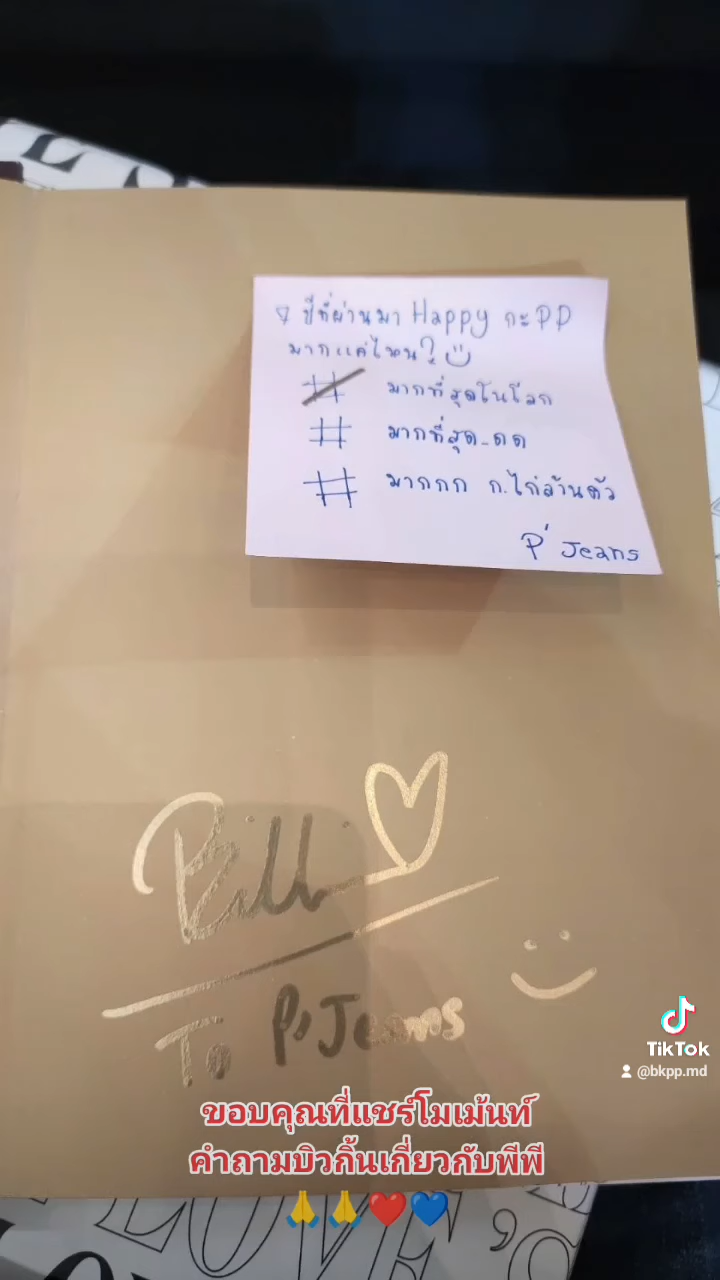 7 ปีที่ผ่านมา Happy กะ PP
มากแค่ไหน?
# มากที่สุดในโลก
# มากที่สุด_ดด
# มากกก ก.ไก่ล้านตัว
P' Jeans
Billi
To P'Jeans
TikTok
@bkpp.md
ขอบคุณที่แชร์โมเม้นท์
คำถามบิวกิ้นเกี่ยวกับพีพี
🙏🙏❤️💙
LOVE